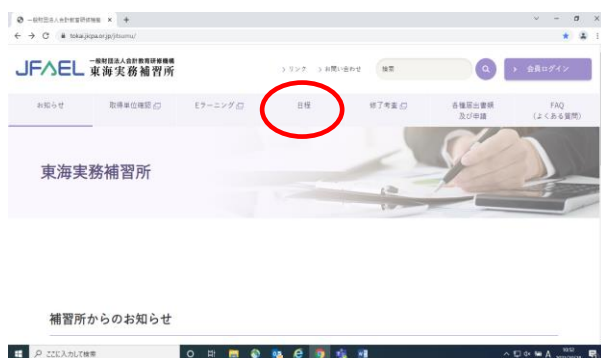 一般財団法人会計教育研修機構
tokai.jicpa.or.jp/jitsumu/
JFAEL 一般財団法人会計教育研修機構
東海実務補習所
リンク お問い合わせ 検索 会員ログイン
お知らせ 取得単位確認 Eラーニング 日程 修了考査 各種届出書類
及び申請 FAQ
(よくある質問)
東海実務補習所
補習所からのお知らせ
ここに入力して検索
A